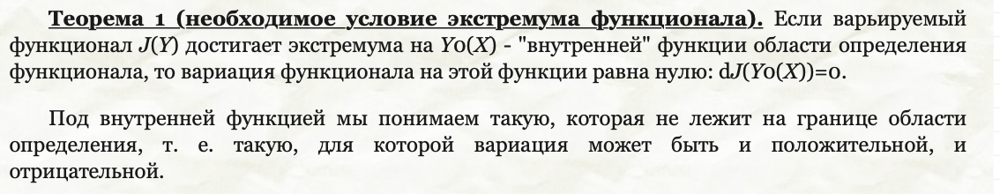 Теорема 1 (необходимое условие экстремума функционала). Если варьируемый
функционал J(Y) достигает экстремума на Y0(X) - "внутренней" функции области определения
функционала, то вариация функционала на этой функции равна нулю: dJ(Y0(X))=0.
Под внутренней функцией мы понимаем такую, которая не лежит на границе области
определения, т. е. такую, для которой вариация может быть и положительной, и
отрицательной.